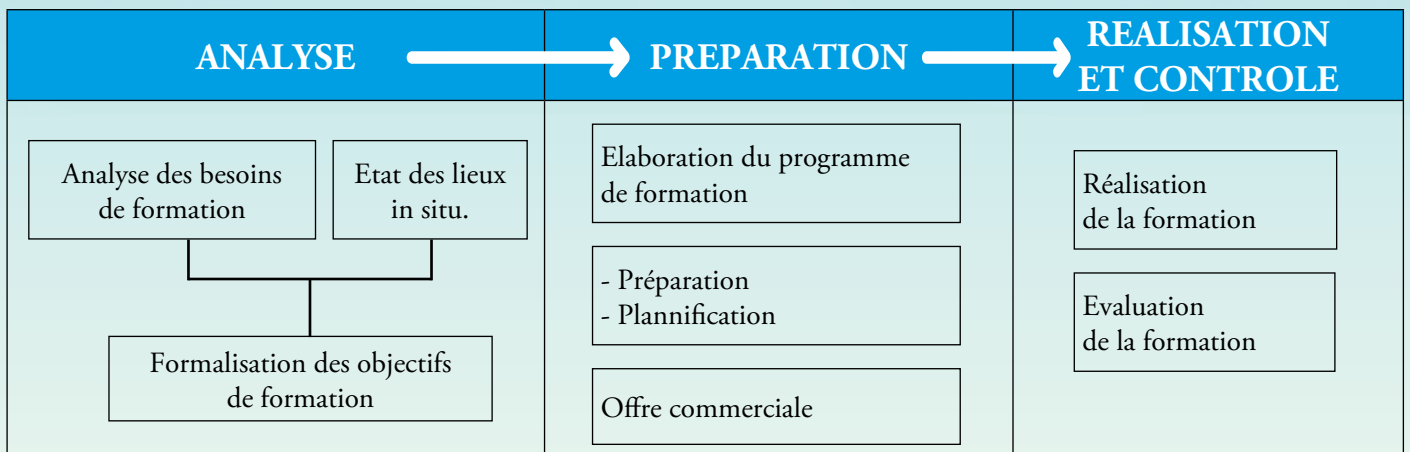 ANALYSE
PREPARATION
REALISATION
ET CONTROLE
Analyse des besoins
de formation
Etat des lieux
in situ.
Formalisation des objectifs
de formation
Elaboration du programme
de formation
- Préparation
- Plannification
Offre commerciale
Réalisation
de la formation
Evaluation
de la formation